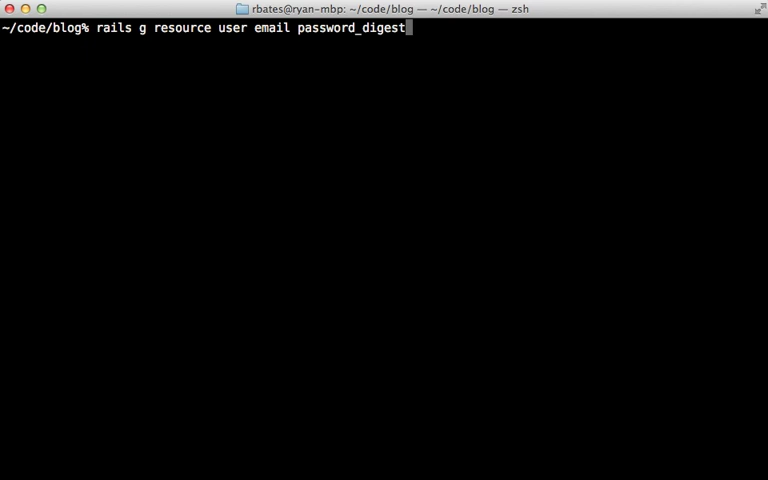 rbates@ryan-mbp: ~/code/blog — ~/code/blog — zsh
~/code/blog% rails g resource user email password_digest